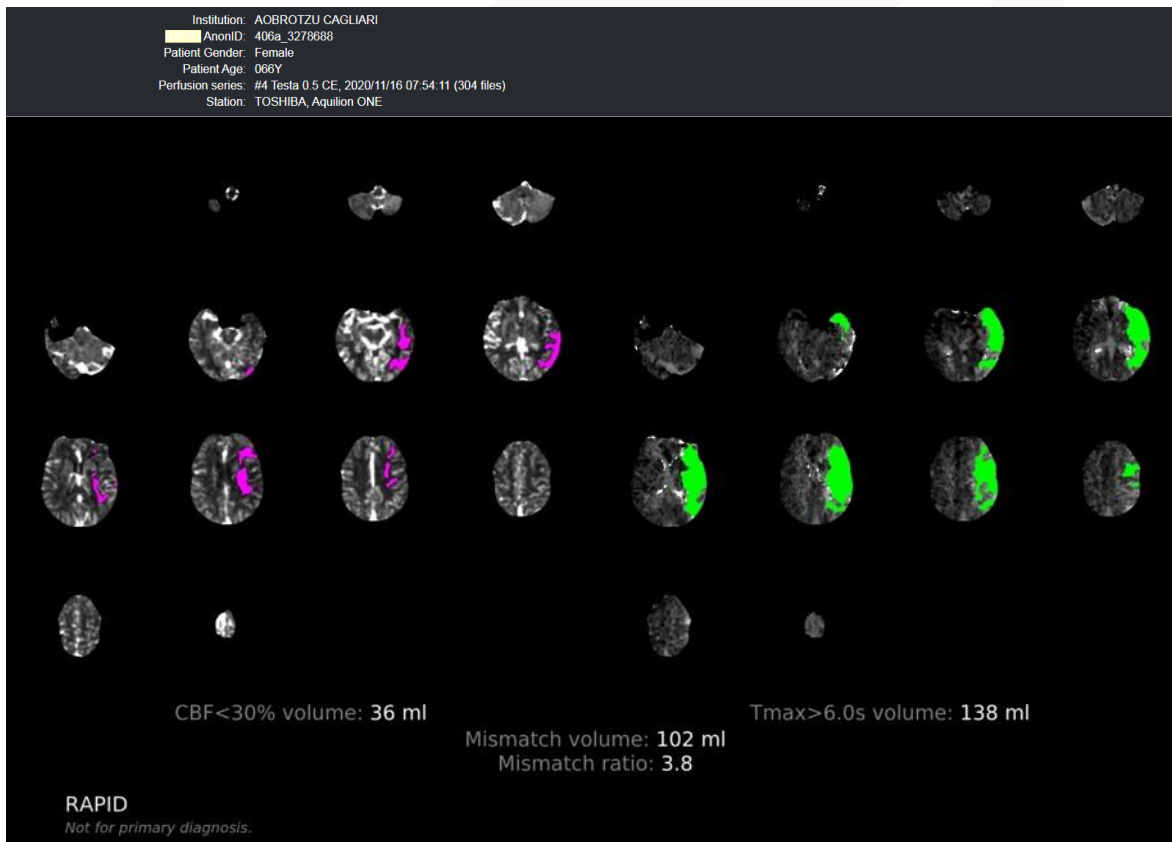 Institution: AOBROTZU CAGLIARI
AnonID: 406a_3278688
Patient Gender: Female
Patient Age: 066Y
Perfusion series: #4 Testa 0.5 CE, 2020/11/16 07:54:11 (304 files)
Station: TOSHIBA, Aquilion ONE
CBF<30% volume: 36 ml
Tmax>6.0s volume: 138 ml
Mismatch volume: 102 ml
Mismatch ratio: 3.8
RAPID
Not for primary diagnosis.